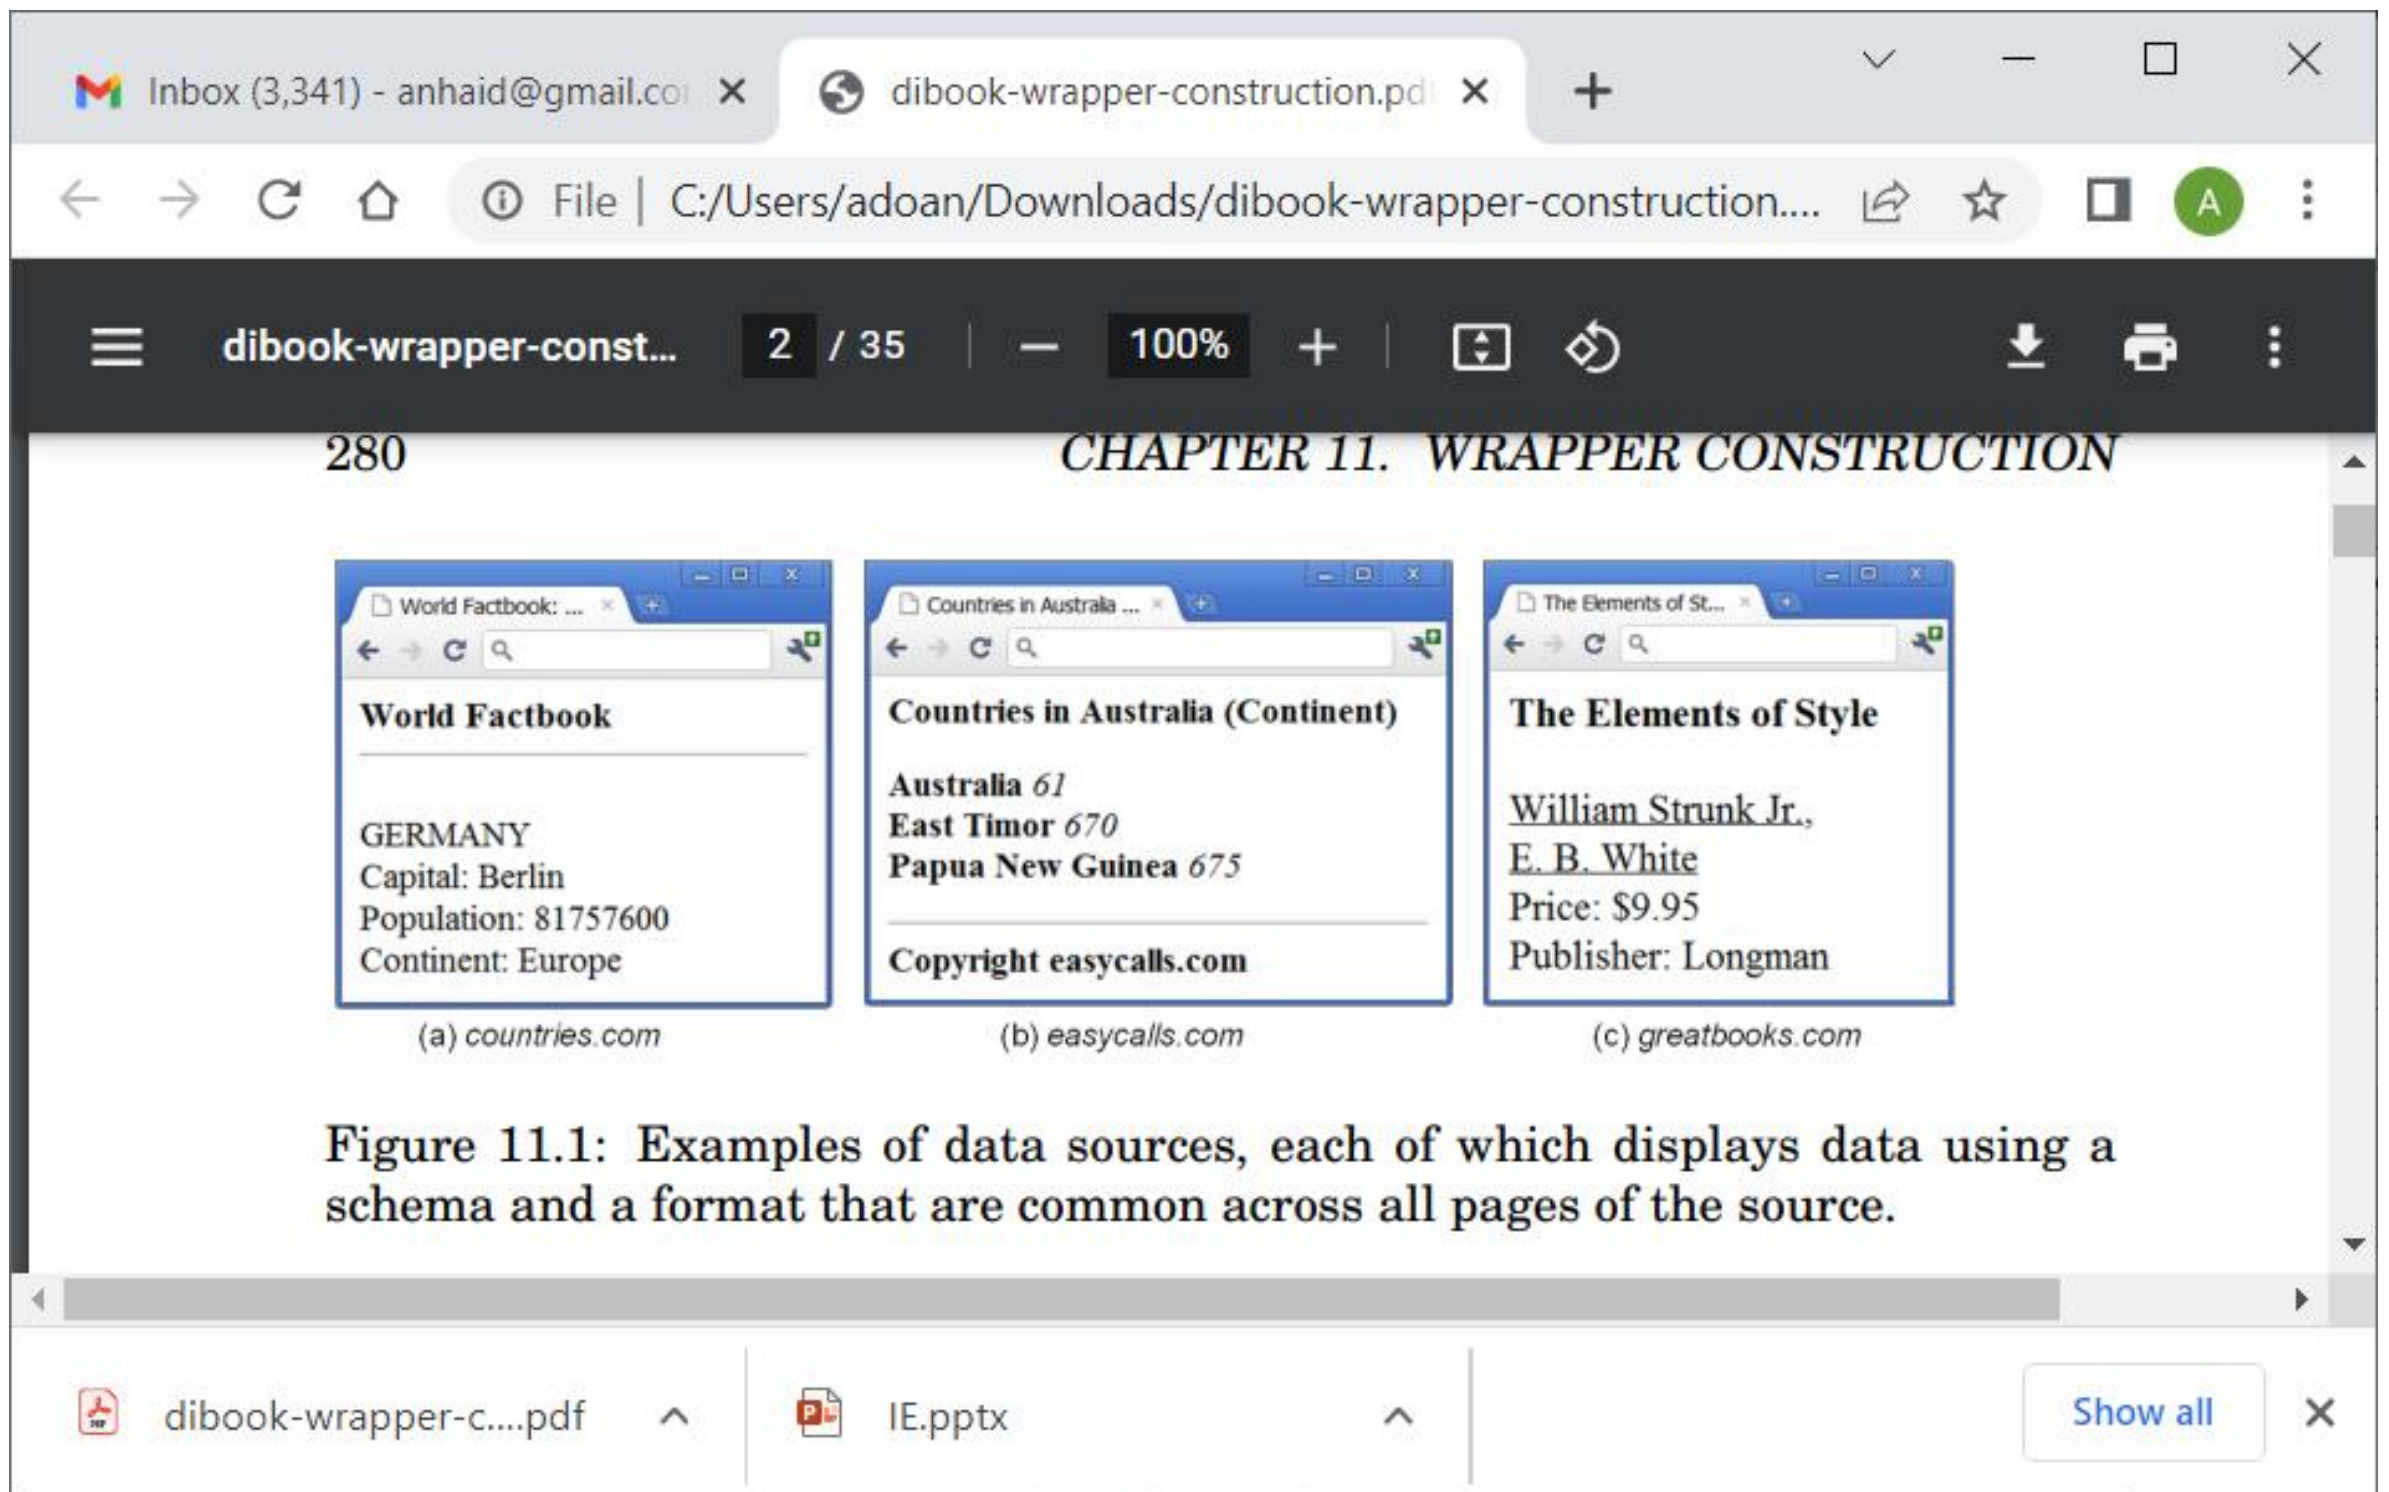 Inbox (3,341) - anhaid@gmail.co
dibook-wrapper-construction.pd
File | C:/Users/adoan/Downloads/dibook-wrapper-construction....
A
dibook-wrapper-const... 2 / 35 100%
280 CHAPTER 11. WRAPPER CONSTRUCTION
World Factbook: ...
World Factbook
GERMANY
Capital: Berlin
Population: 81757600
Continent: Europe
(a) countries.com
Countries in Australia ...
Countries in Australia (Continent)
Australia 61
East Timor 670
Papua New Guinea 675
Copyright easycalls.com
(b) easycalls.com
The Elements of St...
The Elements of Style
William Strunk Jr.,
E. B. White
Price: $9.95
Publisher: Longman
(c) greatbooks.com
Figure 11.1: Examples of data sources, each of which displays data using a
schema and a format that are common across all pages of the source.
dibook-wrapper-c....pdf
IE.pptx
Show all